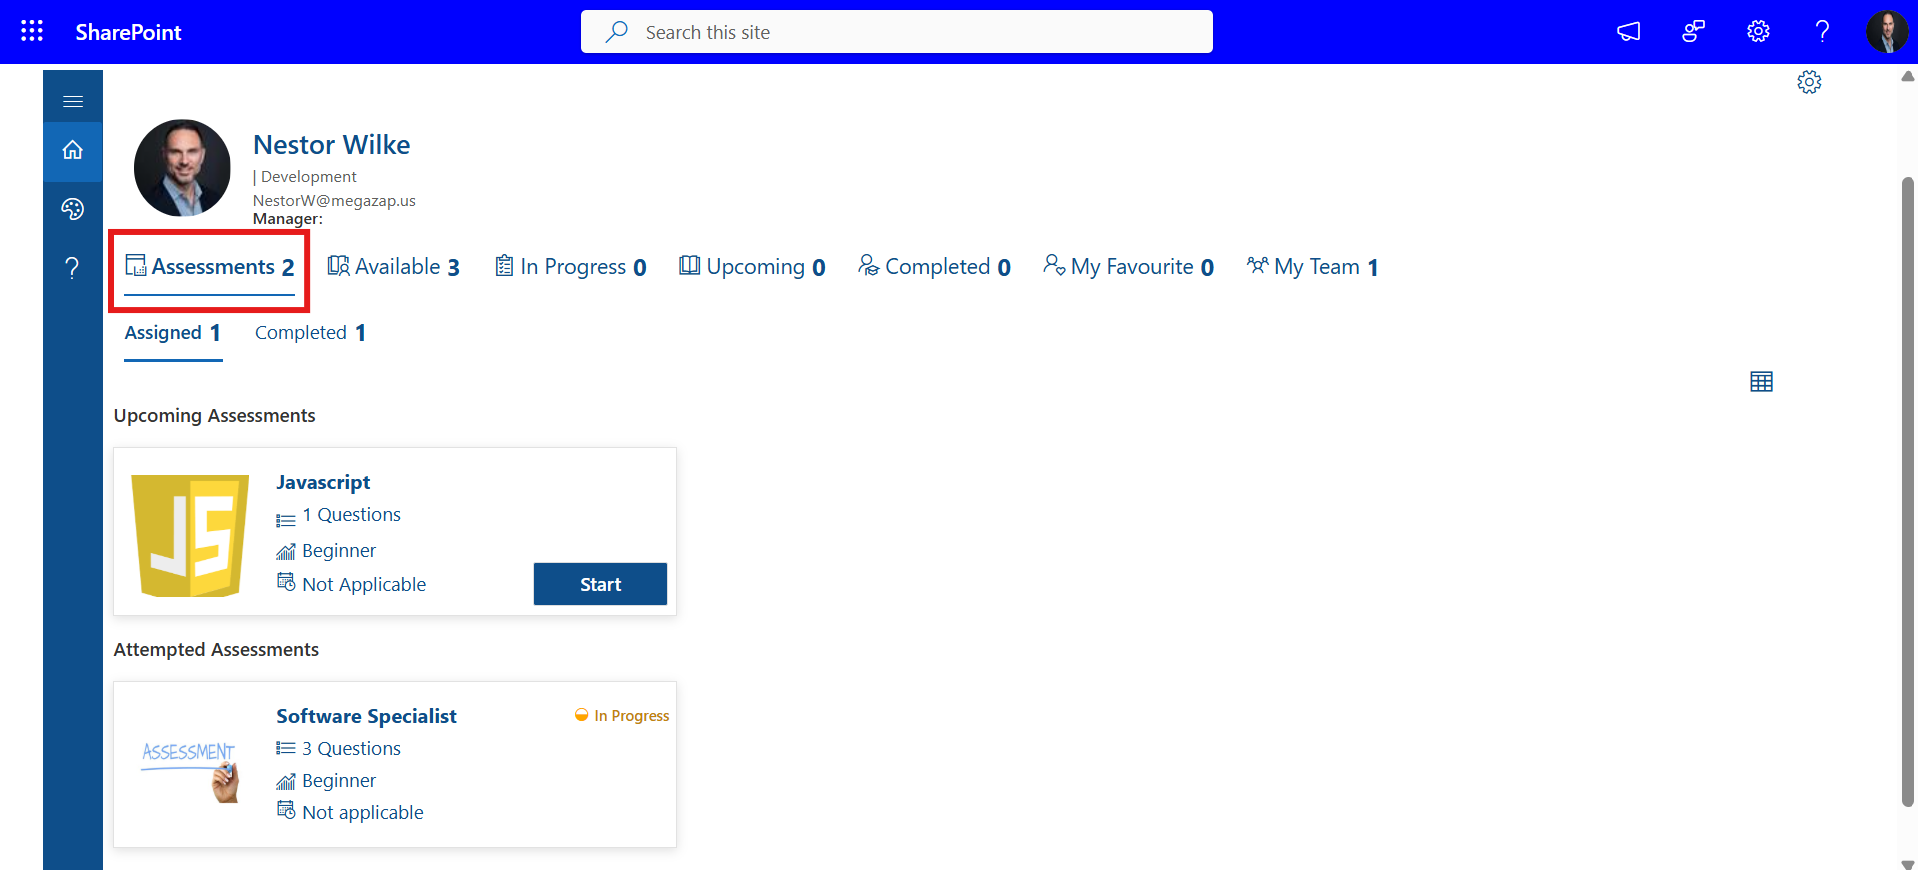 SharePoint
Search this site
Nestor Wilke
| Development
NestorW@megazap.us
Manager:
Assessments 2 Available 3 In Progress 0 Upcoming 0 Completed 0 My Favourite 0 My Team 1
Assigned 1 Completed 1
Upcoming Assessments
JS
Javascript
1 Questions
Beginner
Not Applicable
Start
Attempted Assessments
ASSESSMENT
Software Specialist
In Progress
3 Questions
Beginner
Not applicable